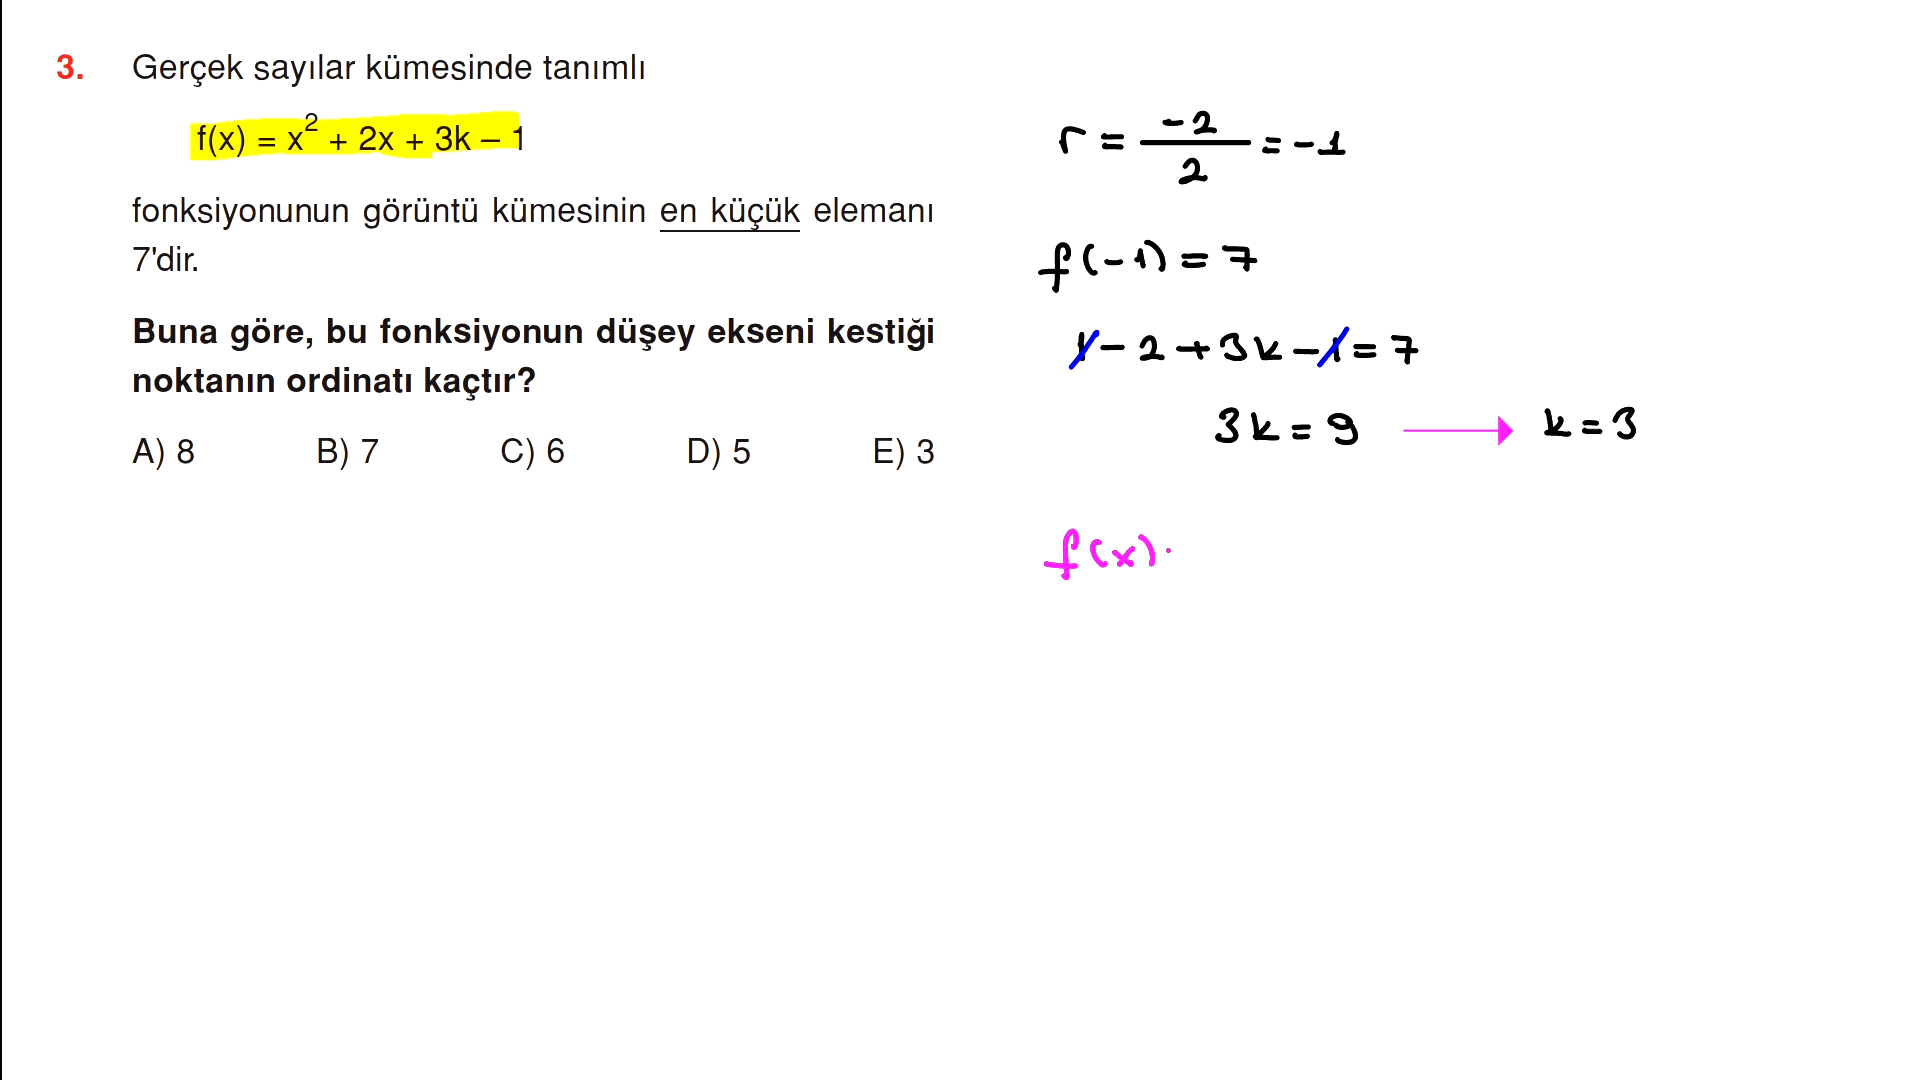 3. Gerçek sayılar kümesinde tanımlı
f(x) = x² + 2x + 3k – 1
fonksiyonunun görüntü kümesinin en küçük elemanı
7'dir.
Buna göre, bu fonksiyonun düşey ekseni kestiği
noktanın ordinatı kaçtır?
A) 8 B) 7 C) 6 D) 5 E) 3
r = -2/2 = -1
f(-1) = 7
1 - 2 + 3k - 1 = 7
3k = 9 → k = 3
f(x)